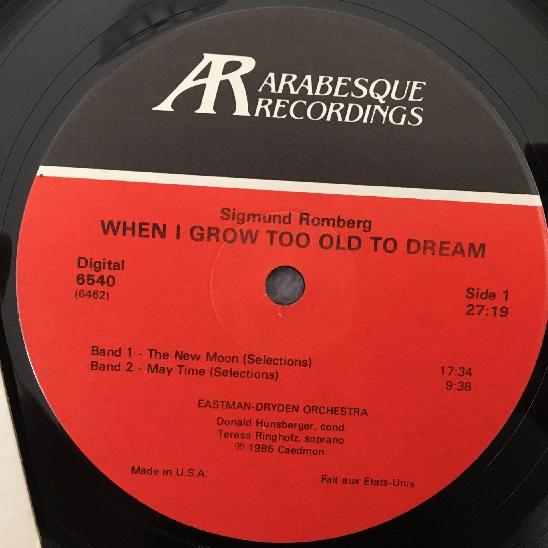 AR ARABESQUE
RECORDINGS
Sigmund Romberg
WHEN I GROW TOO OLD TO DREAM
Digital
6540
(6462)
Side 1
27:19
Band 1 - The New Moon (Selections) 17:34
Band 2 - May Time (Selections) 9:38
EASTMAN-DRYDEN ORCHESTRA
Donald Hunsberger, cond.
Teresa Ringholz, soprano
℗ 1985 Caedmon
Made in U.S.A. Fait aux Etats-Unis